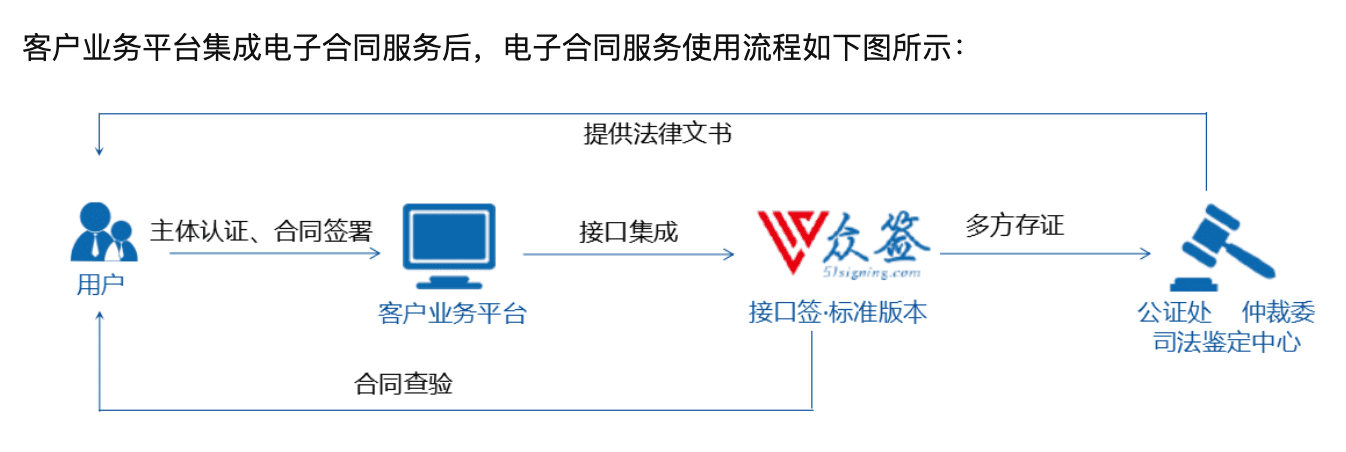 客户业务平台集成电子合同服务后，电子合同服务使用流程如下图所示：
提供法律文书
主体认证、合同签署
接口集成
众签
51signing.com
多方存证
用户
客户业务平台
接口签·标准版本
公证处 仲裁委
司法鉴定中心
合同查验